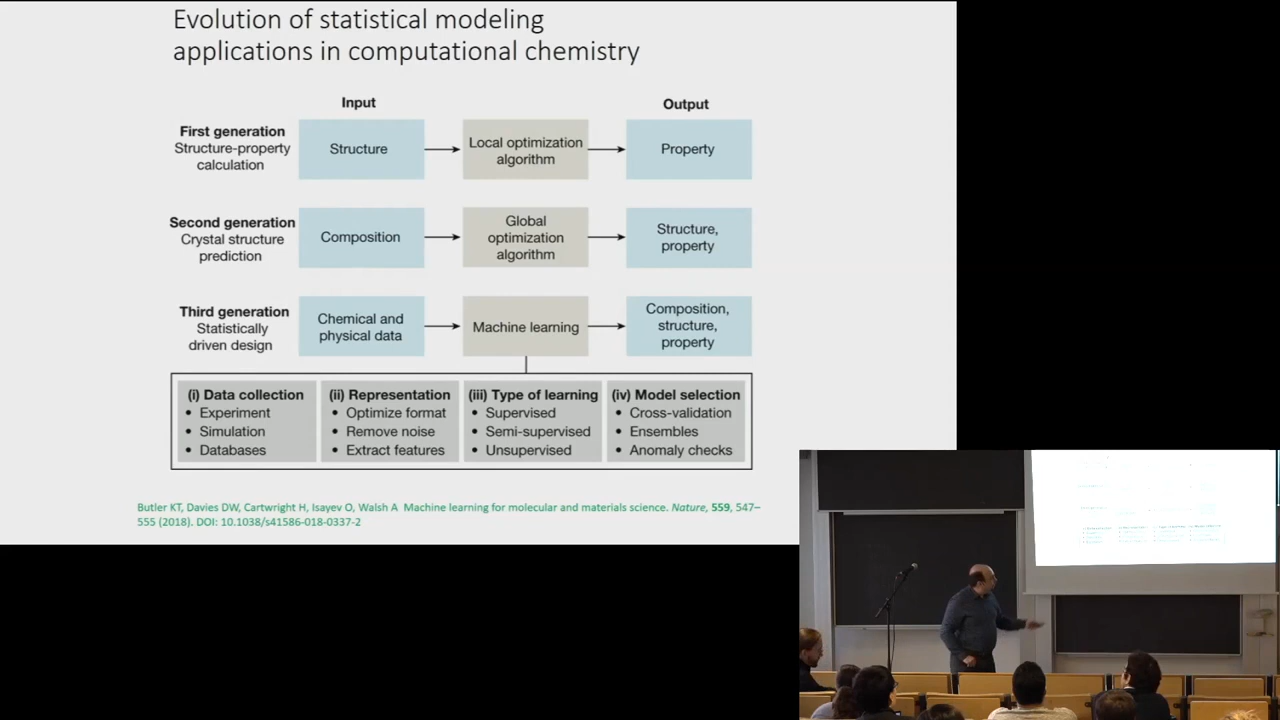 Evolution of statistical modeling
applications in computational chemistry
Input
Output
First generation
Structure-property
calculation
Structure
Local optimization
algorithm
Property
Second generation
Crystal structure
prediction
Composition
Global
optimization
algorithm
Structure,
property
Third generation
Statistically
driven design
Chemical and
physical data
Machine learning
Composition,
structure,
property
(i) Data collection
• Experiment
• Simulation
• Databases
(ii) Representation
• Optimize format
• Remove noise
• Extract features
(iii) Type of learning
• Supervised
• Semi-supervised
• Unsupervised
(iv) Model selection
• Cross-validation
• Ensembles
• Anomaly checks
Butler KT, Davies DW, Cartwright H, Isayev O, Walsh A Machine learning for molecular and materials science. Nature, 559, 547–
555 (2018). DOI: 10.1038/s41586-018-0337-2